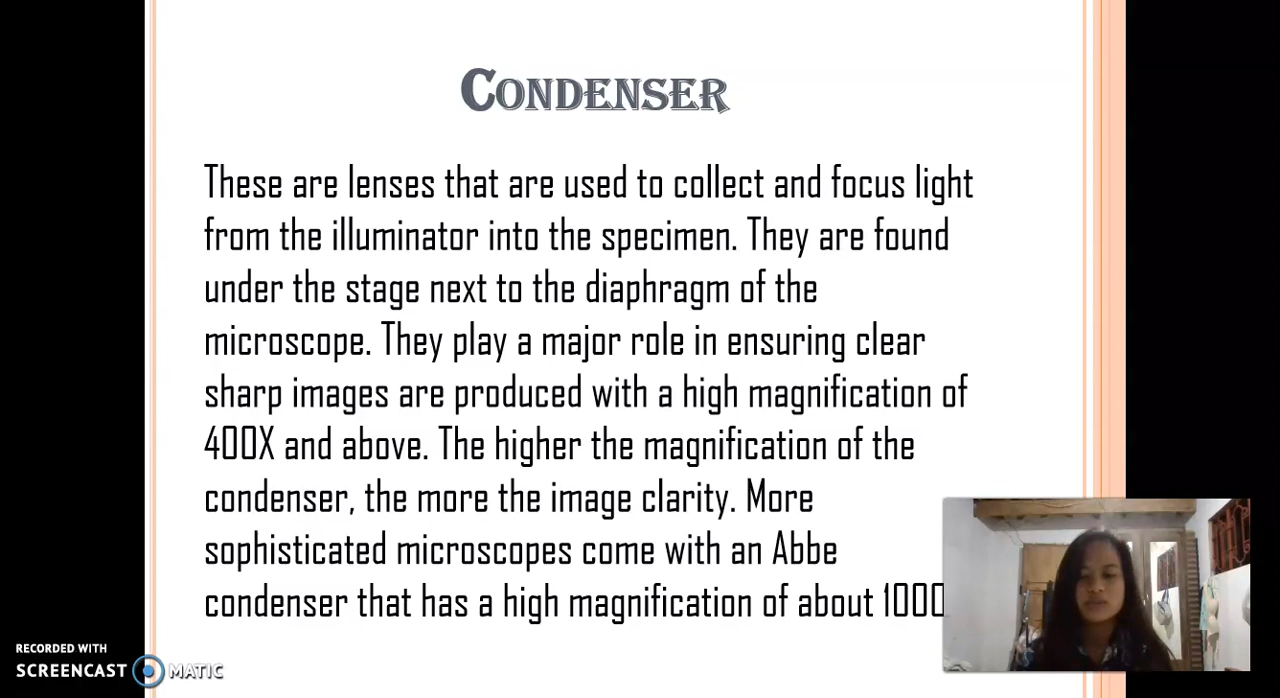 CONDENSER
These are lenses that are used to collect and focus light
from the illuminator into the specimen. They are found
under the stage next to the diaphragm of the
microscope. They play a major role in ensuring clear
sharp images are produced with a high magnification of
400X and above. The higher the magnification of the
condenser, the more the image clarity. More
sophisticated microscopes come with an Abbe
condenser that has a high magnification of about 1000
RECORDED WITH
SCREENCAST MATIC